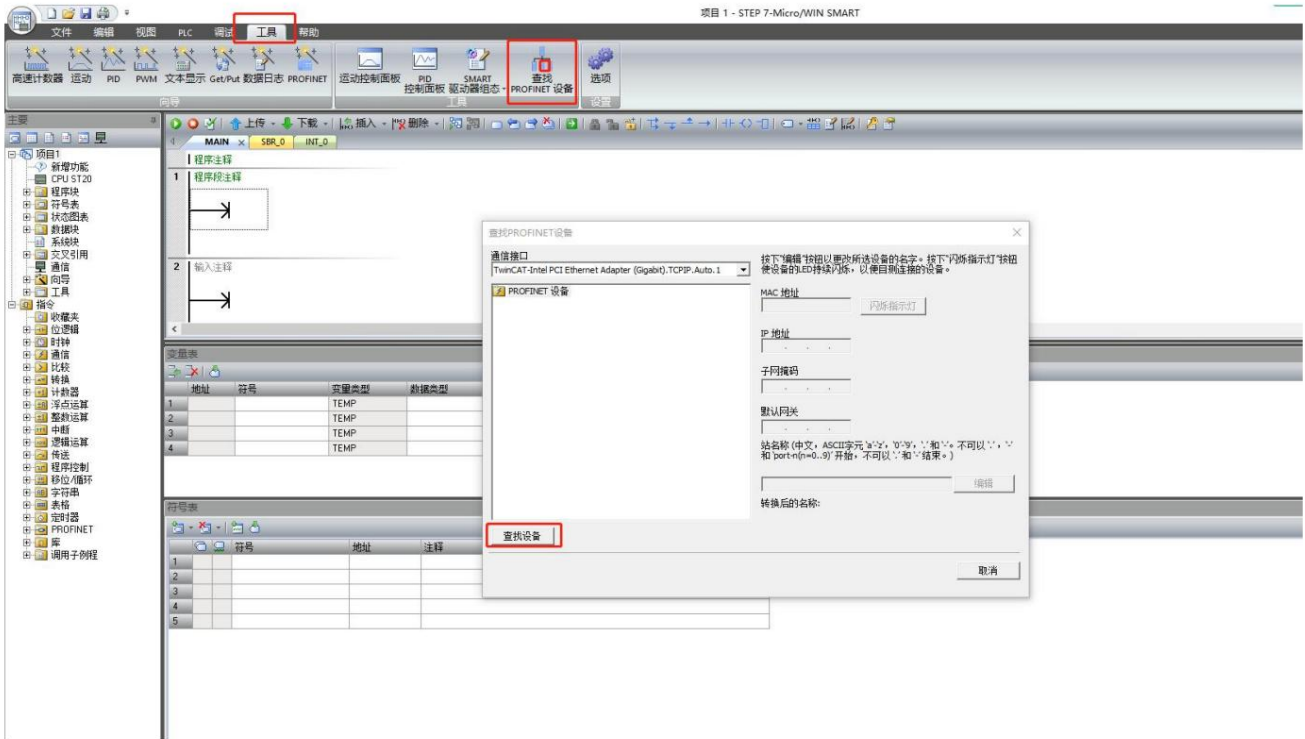 项目 1 - STEP 7-Micro/WIN SMART
文件 编辑 视图 PLC 调试 工具 帮助
高速计数器 运动 PID PWM 文本显示 Get/Put 数据日志 PROFINET 运动控制面板 PID 控制面板 SMART 驱动器组态 查找 PROFINET 设备 选项
向导 工具 设置
主要
上传 下载 插入 删除
MAIN SBR_0 INT_0
项目1
新增功能
CPU ST20
程序块
符号表
状态图表
数据块
系统块
交叉引用
通信
向导
工具
指令
收藏夹
位逻辑
时钟
通信
比较
转换
计数器
浮点运算
整数运算
中断
逻辑运算
传送
程序控制
移位/循环
字符串
表格
定时器
PROFINET
库
调用子例程
程序注释
1 程序段注释
2 输入注释
变量表
地址 符号 变量类型 数据类型
1 TEMP
2 TEMP
3 TEMP
4 TEMP
符号表
符号 地址 注释
1
2
3
4
5
查找PROFINET设备
通信接口
TwinCAT-Intel PCI Ethernet Adapter (Gigabit).TCPIP.Auto.1
PROFINET 设备
查找设备
按下"编辑"按钮以更改所选设备的名字。按下"闪烁指示灯"按钮
使设备的LED持续闪烁，以便目测连接的设备。
MAC 地址
闪烁指示灯
IP 地址
子网掩码
默认网关
站名称 (中文，ASCII字元 'a'-'z'，'0'-'9'，'.' 和 '-'。不可以 '.'，'-'
和 'port-n(n=0..9)' 开始，不可以 '.' 和 '-' 结束。)
编辑
转换后的名称:
取消